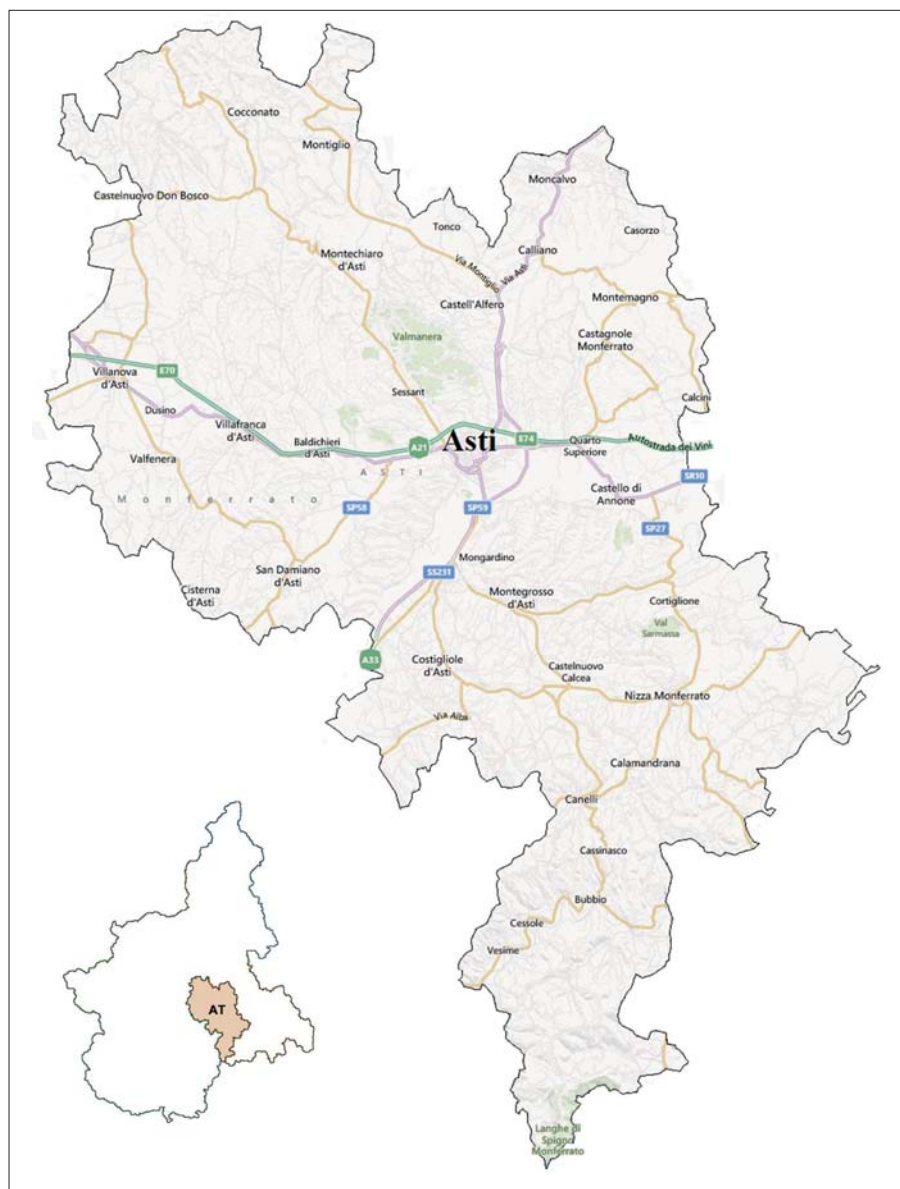 Cocconato
Montiglio
Moncalvo
Castelnuovo Don Bosco
Tonco
Casorzo
Montechiaro
d'Asti
Via Montiglio
Via Asti
Calliano
Castell'Alfero
Montemagno
Valmanera
Castagnole
Monferrato
E70
Villanova
d'Asti
Sessant
Calcini
Dusino
Villafranca
d'Asti
Baldichieri
d'Asti
A21
Asti
E74
Quarto
Superiore
Autostrada dei Vini
Valfenera
ASTI
Monferrato
SP58
SP59
Castello di
Annone
SR10
SP27
Mongardino
San Damiano
d'Asti
SS231
Cisterna
d'Asti
Montegrosso
d'Asti
Cortiglione
Val
Sarmassa
A33
Costigliole
d'Asti
Castelnuovo
Calcea
Nizza Monferrato
Via Alba
Calamandrana
Canelli
Cassinasco
Bubbio
Cessole
Vesime
AT
Langhe di
Spigno
Monferrato